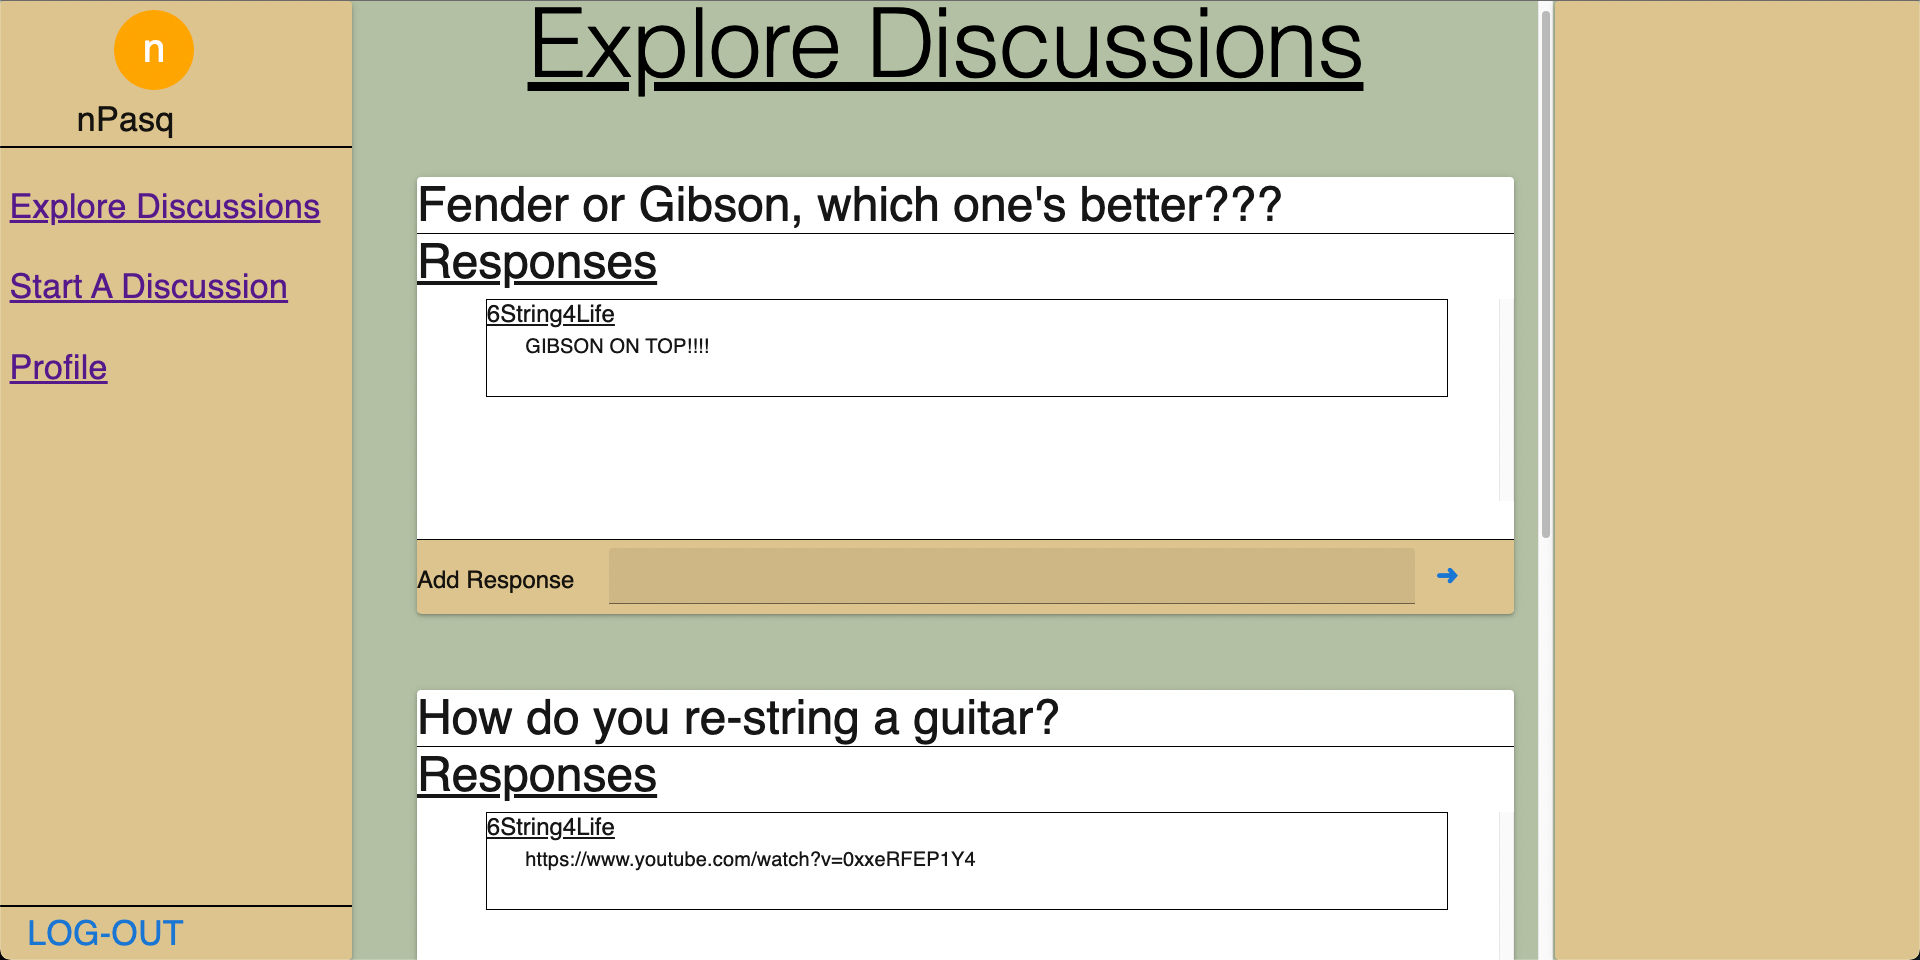 n
nPasq
Explore Discussions
Start A Discussion
Profile
LOG-OUT
Explore Discussions
Fender or Gibson, which one's better???
Responses
6String4Life
GIBSON ON TOP!!!!
Add Response
How do you re-string a guitar?
Responses
6String4Life
https://www.youtube.com/watch?v=0xxeRFEP1Y4